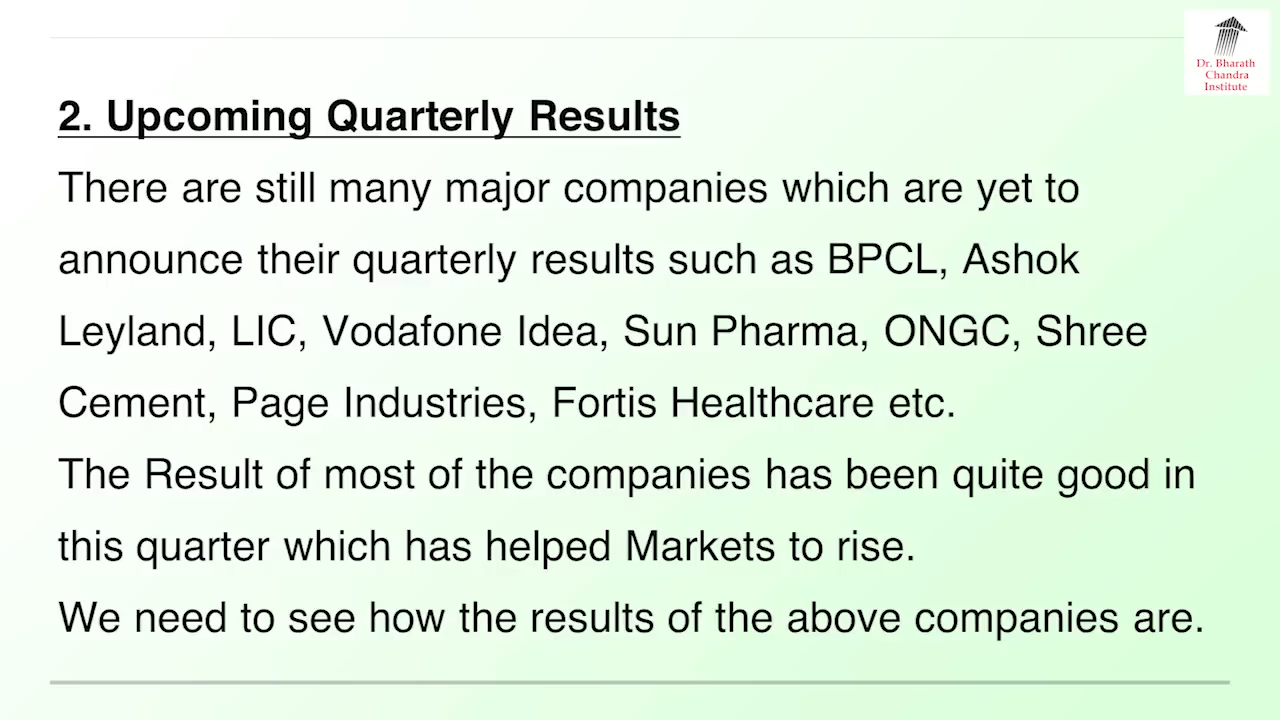 Dr. Bharath
Chandra
Institute
2. Upcoming Quarterly Results
There are still many major companies which are yet to
announce their quarterly results such as BPCL, Ashok
Leyland, LIC, Vodafone Idea, Sun Pharma, ONGC, Shree
Cement, Page Industries, Fortis Healthcare etc.
The Result of most of the companies has been quite good in
this quarter which has helped Markets to rise.
We need to see how the results of the above companies are.